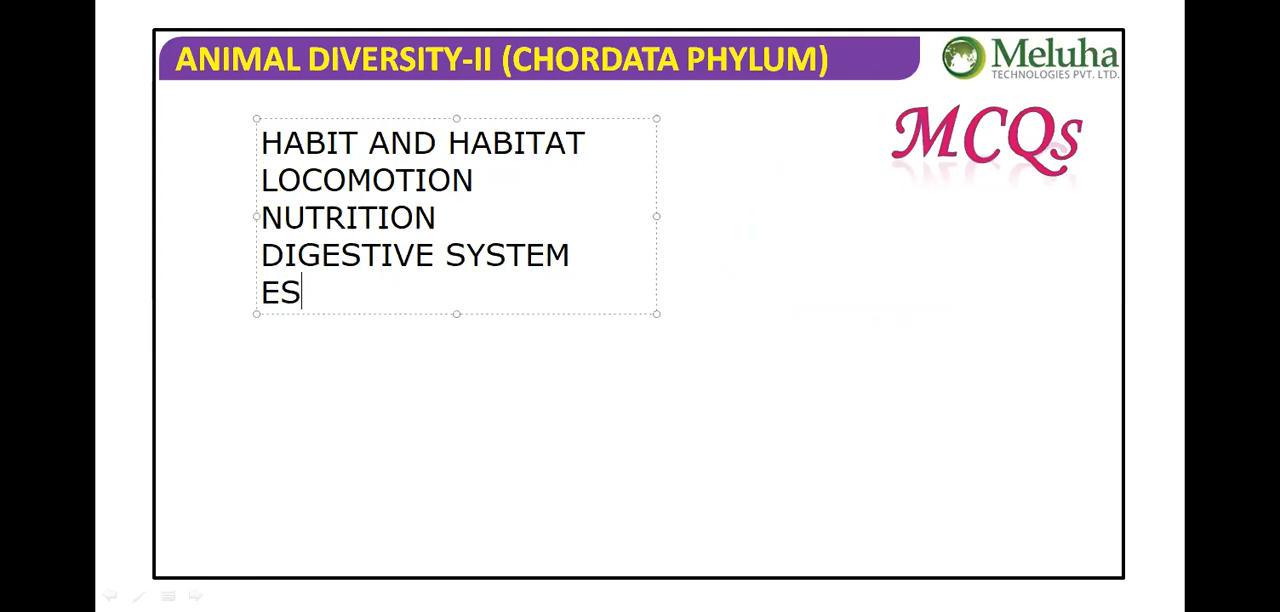 ANIMAL DIVERSITY-II (CHORDATA PHYLUM)
Meluha
TECHNOLOGIES PVT. LTD.
MCQs
HABIT AND HABITAT
LOCOMOTION
NUTRITION
DIGESTIVE SYSTEM
ES